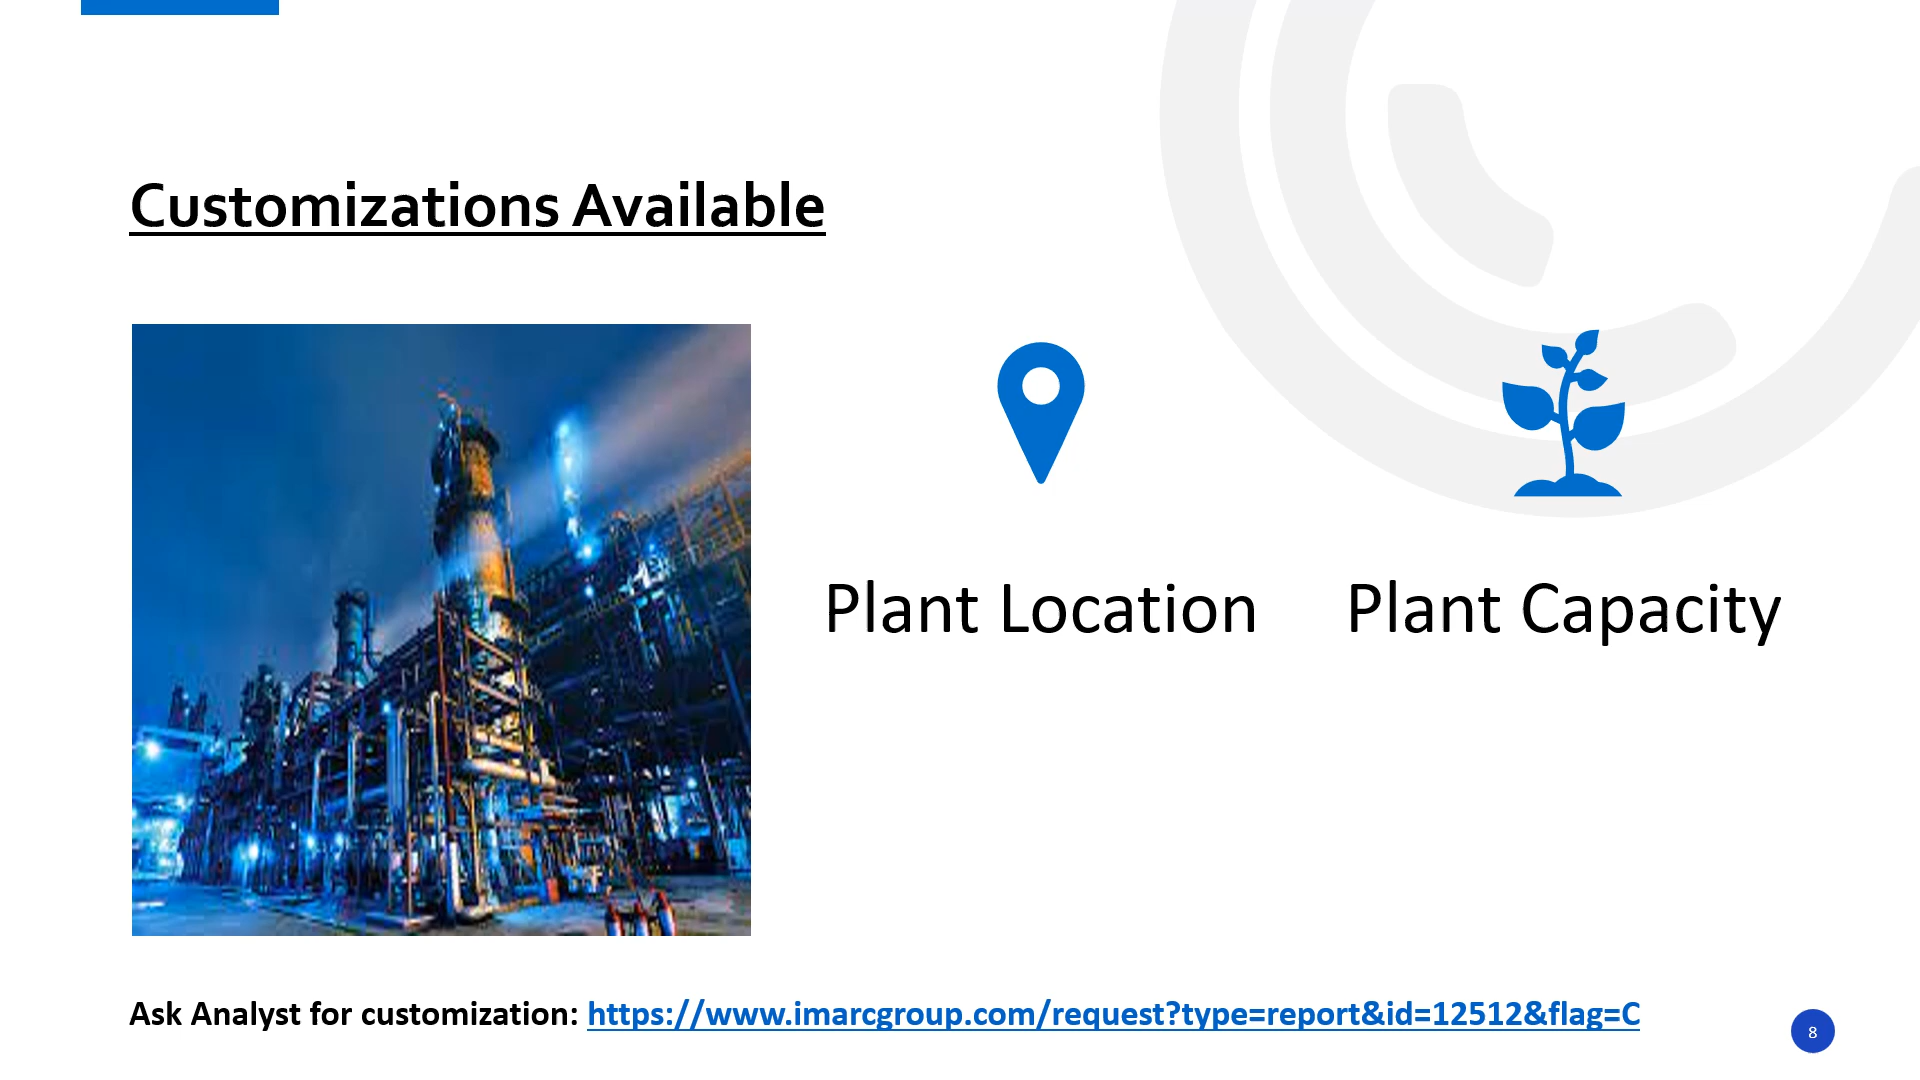 Customizations Available
Plant Location
Plant Capacity
Ask Analyst for customization: https://www.imarcgroup.com/request?type=report&id=12512&flag=C
8